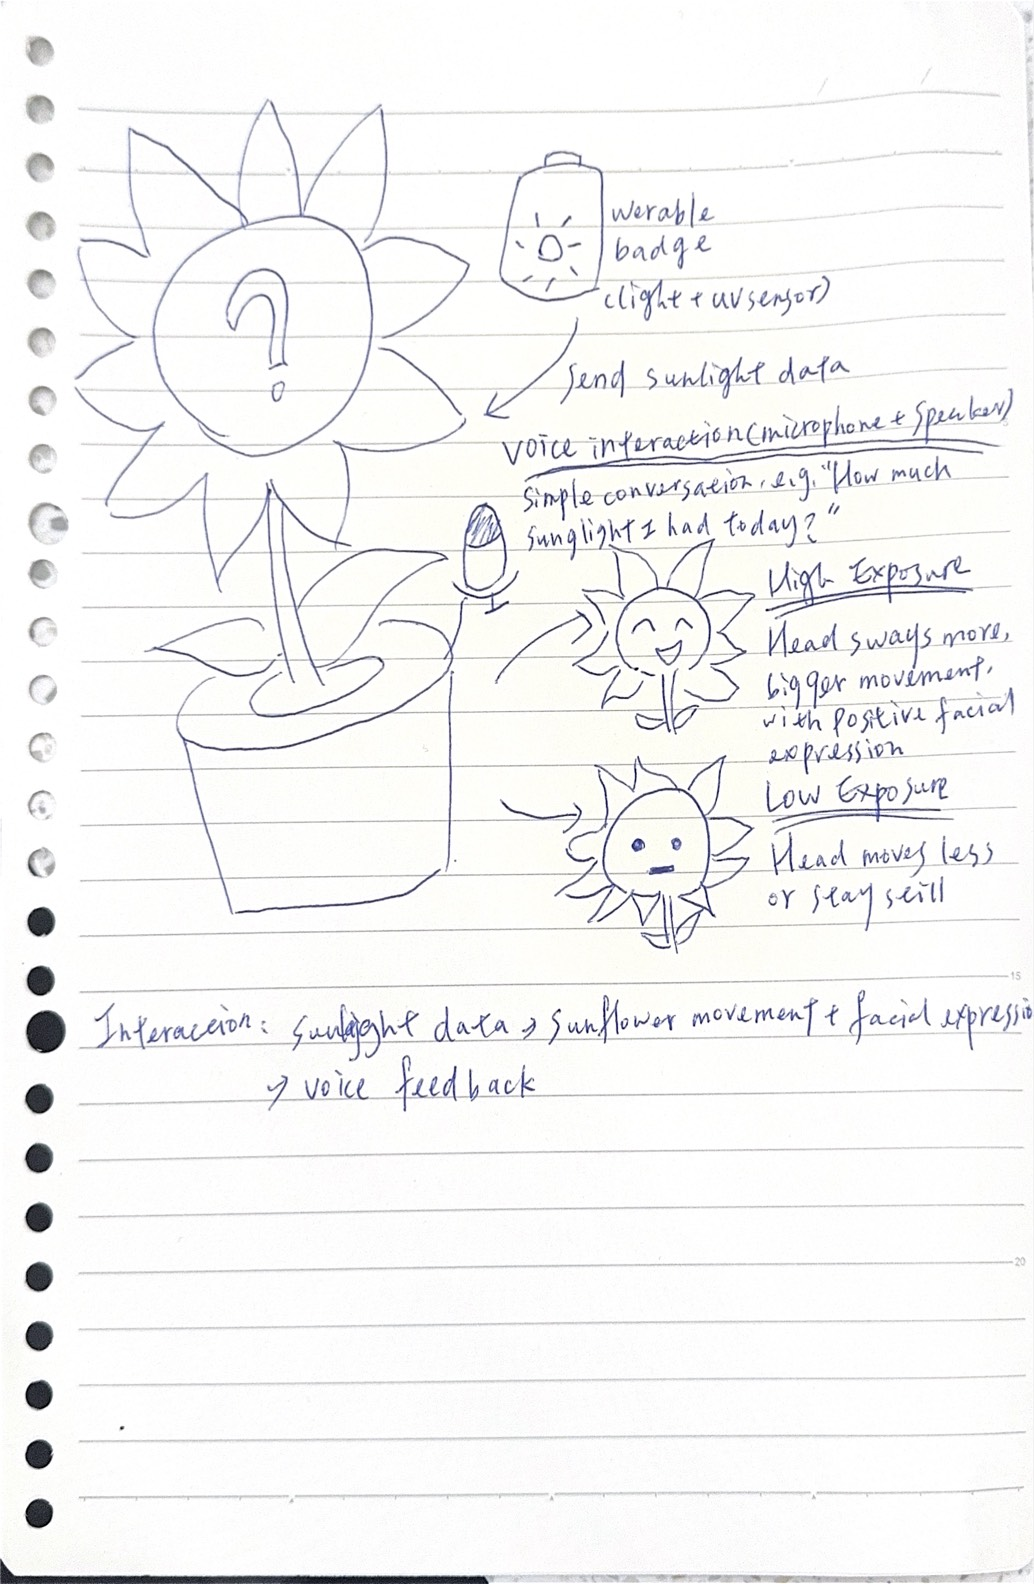 ?
werable
badge
(light + uv sensor)
send sunlight data
voice interaction (microphone + Speaker)
Simple conversation, e.g. "How much
sunglight I had today?"
High Exposure
Head sways more,
bigger movement,
with positive facial
expression
Low Exposure
Head moves less
or stay still
15
Interaction: sunlight data → sunflower movement + facial expressio
→ voice feedback
20